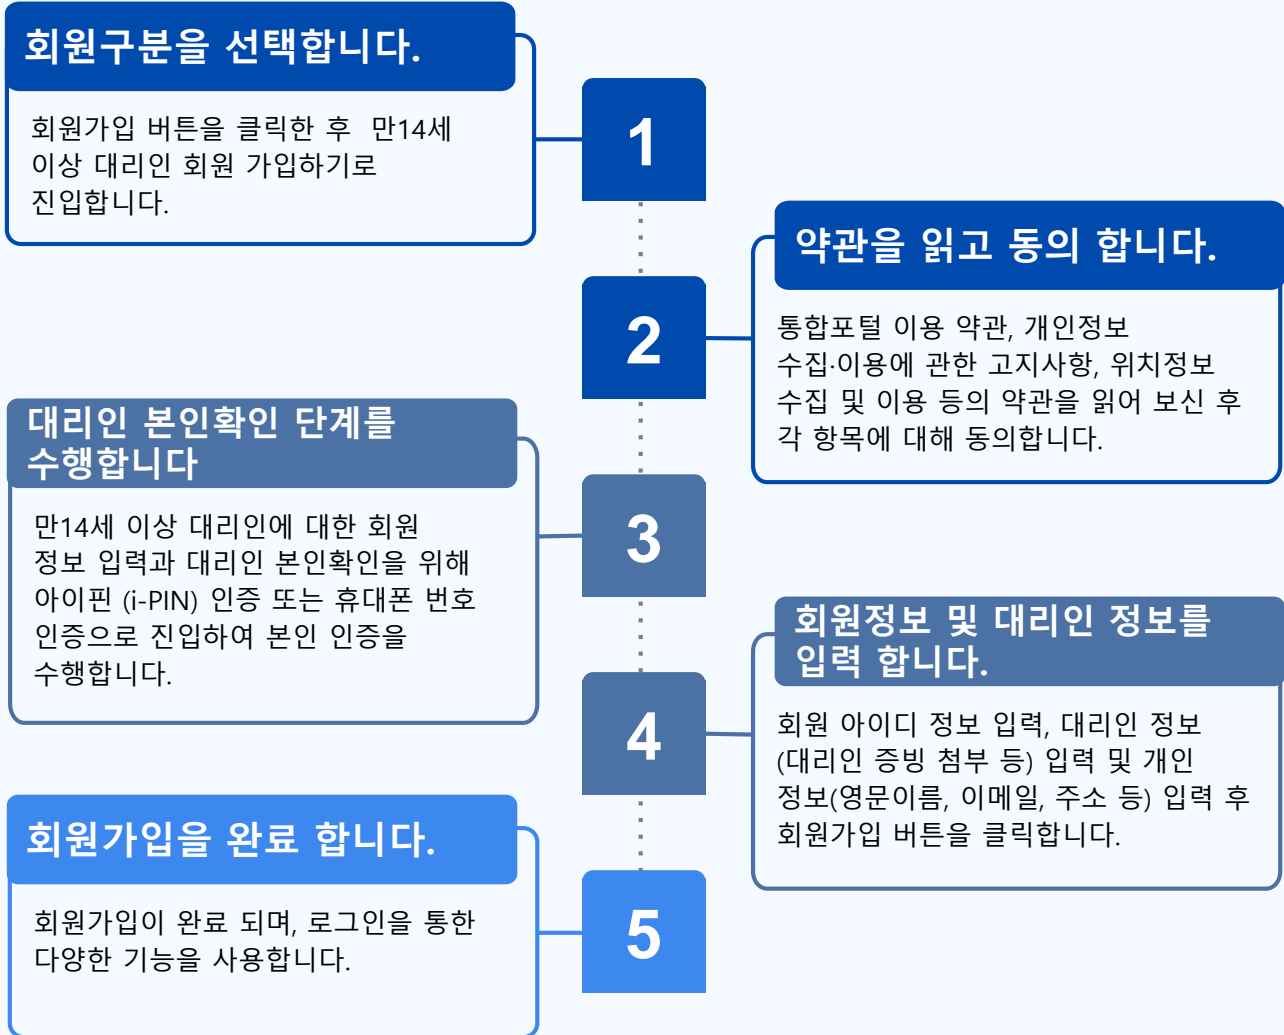 회원구분을 선택합니다.
회원가입 버튼을 클릭한 후 만14세
이상 대리인 회원 가입하기로
진입합니다.
1
약관을 읽고 동의 합니다.
통합포털 이용 약관, 개인정보
수집·이용에 관한 고지사항, 위치정보
수집 및 이용 등의 약관을 읽어 보신 후
각 항목에 대해 동의합니다.
2
대리인 본인확인 단계를
수행합니다
만14세 이상 대리인에 대한 회원
정보 입력과 대리인 본인확인을 위해
아이핀 (i-PIN) 인증 또는 휴대폰 번호
인증으로 진입하여 본인 인증을
수행합니다.
3
회원정보 및 대리인 정보를
입력 합니다.
회원 아이디 정보 입력, 대리인 정보
(대리인 증빙 첨부 등) 입력 및 개인
정보(영문이름, 이메일, 주소 등) 입력 후
회원가입 버튼을 클릭합니다.
4
회원가입을 완료 합니다.
회원가입이 완료 되며, 로그인을 통한
다양한 기능을 사용합니다.
5